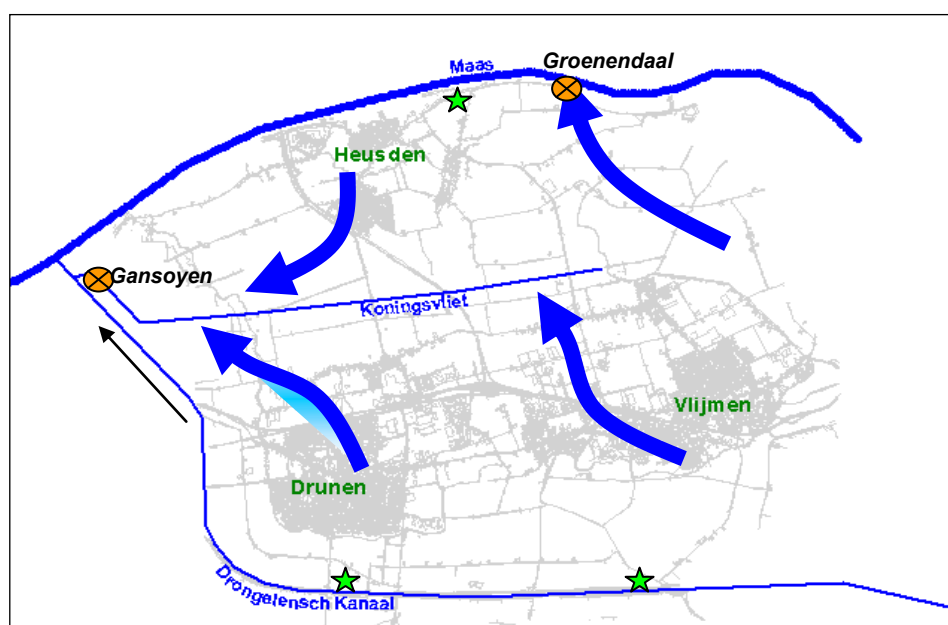 Groenendaal
Maas
Heusden
Gansoyen
Koningsvliet
Vlijmen
Drunen
Drongelensch Kanaal